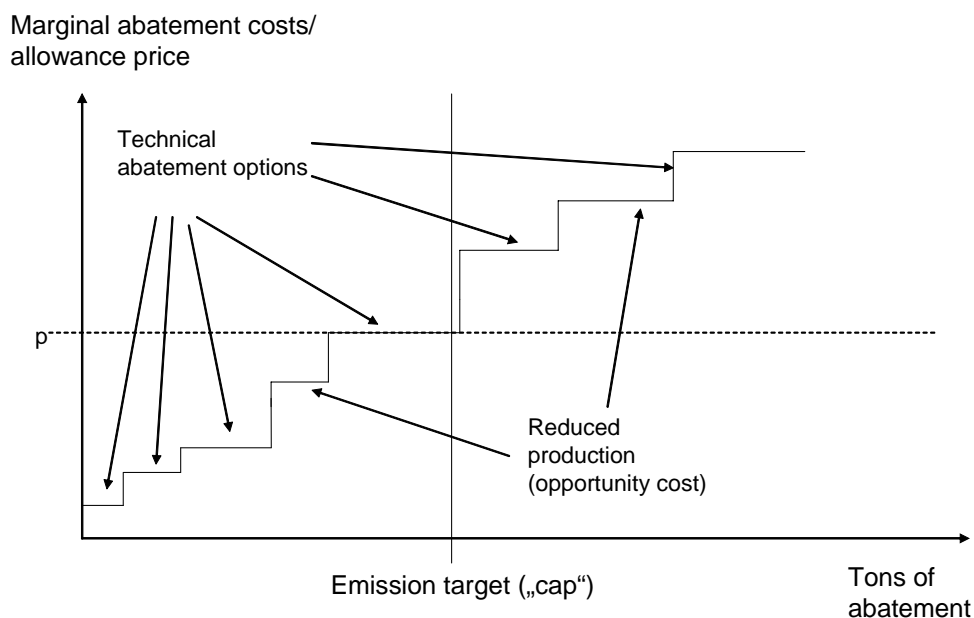 Marginal abatement costs/
allowance price
Technical
abatement options
p
Reduced
production
(opportunity cost)
Emission target („cap“)
Tons of
abatement